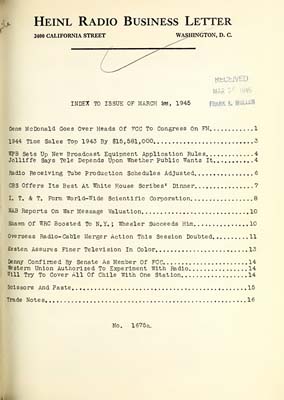 HEINL RADIO BUSINESS LETTER
2400 CALIFORNIA STREET WASHINGTON, D. C.
RECEIVED
MAR 1945
FRANK E. MULLEN
INDEX TO ISSUE OF MARCH 1945
Gene McDonald Goes Over Heads Of FCC To Congress On FM............1
1944 Time Sales Top 1943 By $15,581,000............3
WPB Sets Up New Broadcast Equipment Application Rules............4
Jolliffe Says Tele Depends Upon Whether Public Wants It............4
Radio Receiving Tube Production Schedules Adjusted............6
CBS Offers Its Best At White House Scribes' Dinner............7
I. T. & T. Form World-Wide Scientific Corporation............8
NAB Reports On War Message Valuation............10
Shawn Of WRC Boosted To N.Y.; Wheeler Succeeds Him............10
Overseas Radio-Cable Merger Action This Session Doubted............11
Kesten Assures Finer Television In Color............13
Denny Confirmed By Senate As Member Of FCC............14
Western Union Authorized To Experiment With Radio............14
Will Try To Cover All Of Chile With One Station............14
Scissors And Paste............15
Trade Notes............16
No. 1675